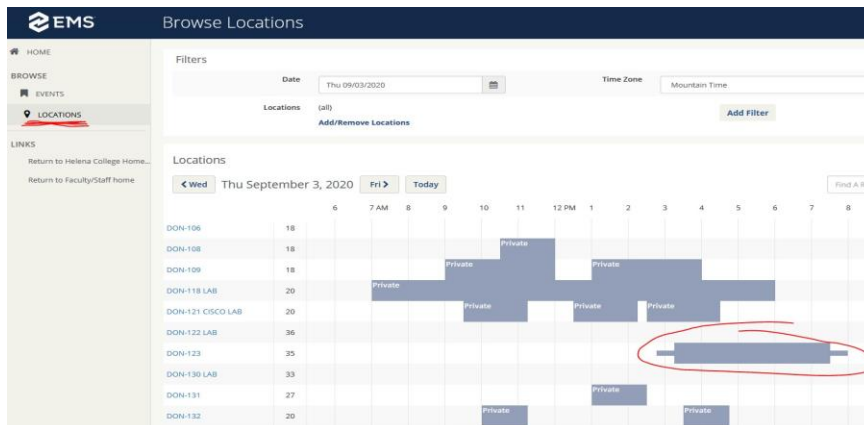 EMS
Browse Locations
HOME
BROWSE
EVENTS
LOCATIONS
LINKS
Return to Helena College Home...
Return to Faculty/Staff home
Filters
Date
Thu 09/03/2020
Time Zone
Mountain Time
Locations
(all)
Add/Remove Locations
Add Filter
Locations
Wed
Thu September 3, 2020
Fri
Today
Find A R
6 7 AM 8 9 10 11 12 PM 1 2 3 4 5 6 7 8
DON-106 18
DON-108 18 Private
DON-109 18 Private Private
DON-118 LAB 20 Private
DON-121 CISCO LAB 20 Private Private Private
DON-122 LAB 36
DON-123 35
DON-130 LAB 33
DON-131 27 Private
DON-132 20 Private Private